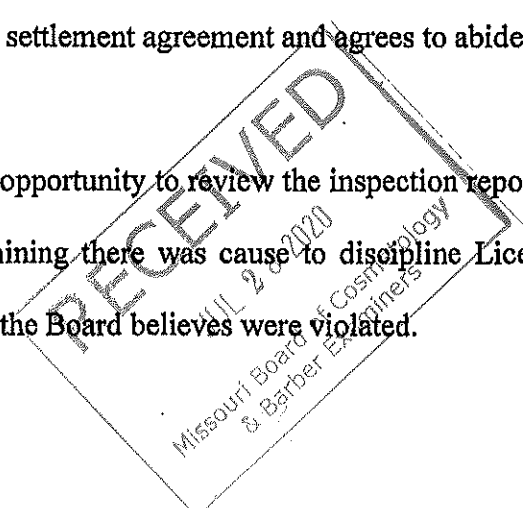 settlement agreement and agrees to abide
opportunity to review the inspection repo
ining there was cause to discipline Lice
the Board believes were violated.
RECEIVED
JUL 2 2020
Missouri Board of Cosmetology
& Barber Examiners